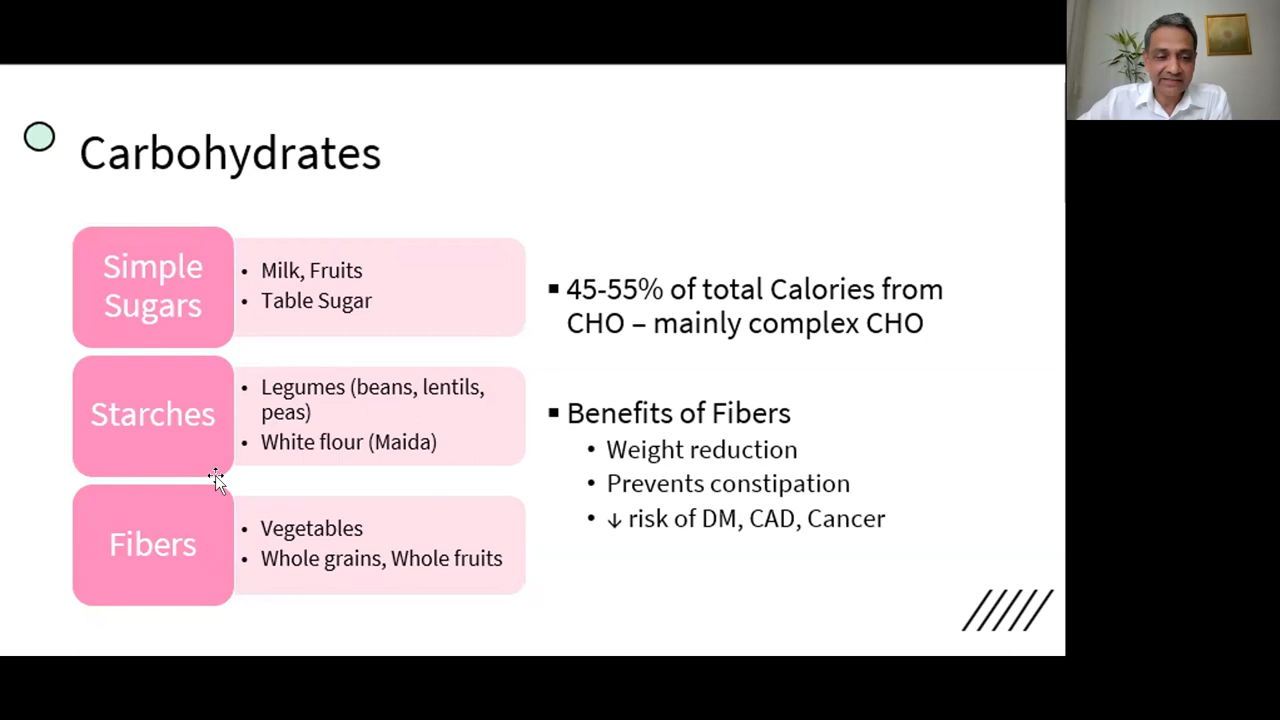 Carbohydrates
Simple
Sugars
• Milk, Fruits
• Table Sugar
Starches
• Legumes (beans, lentils,
peas)
• White flour (Maida)
Fibers
• Vegetables
• Whole grains, Whole fruits
▪ 45-55% of total Calories from
CHO – mainly complex CHO
▪ Benefits of Fibers
• Weight reduction
• Prevents constipation
• ↓ risk of DM, CAD, Cancer